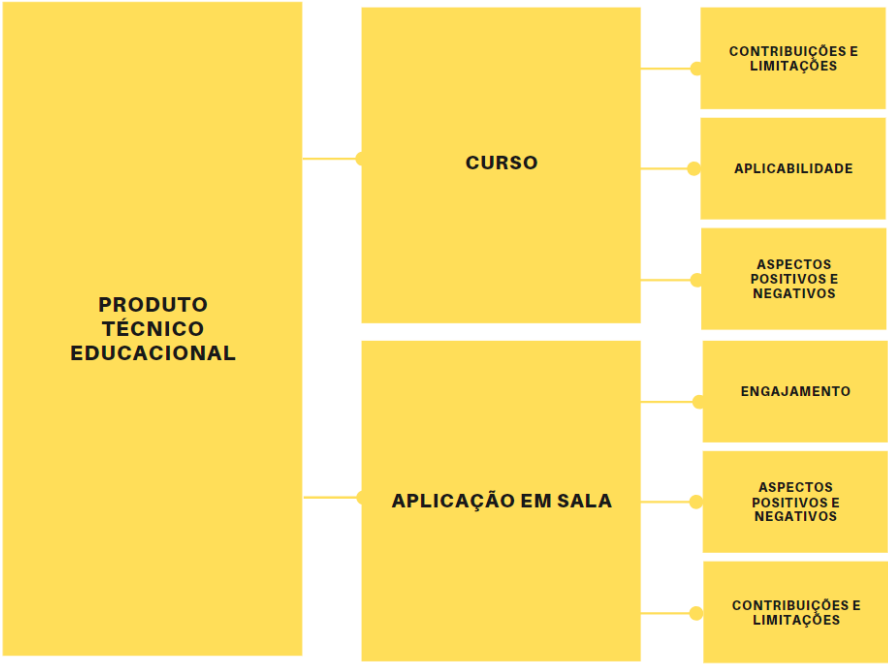 PRODUTO
TÉCNICO
EDUCACIONAL
CURSO
CONTRIBUIÇÕES E
LIMITAÇÕES
APLICABILIDADE
ASPECTOS
POSITIVOS E
NEGATIVOS
APLICAÇÃO EM SALA
ENGAJAMENTO
ASPECTOS
POSITIVOS E
NEGATIVOS
CONTRIBUIÇÕES E
LIMITAÇÕES